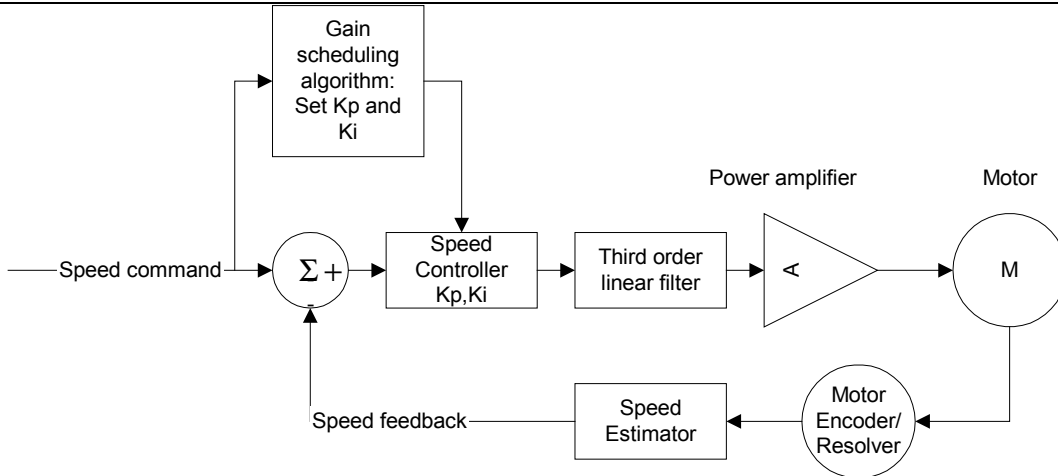 Gain
scheduling
algorithm:
Set Kp and
Ki
Power amplifier
Motor
Speed command
Σ +
-
Speed
Controller
Kp,Ki
Third order
linear filter
A
M
Speed feedback
Speed
Estimator
Motor
Encoder/
Resolver